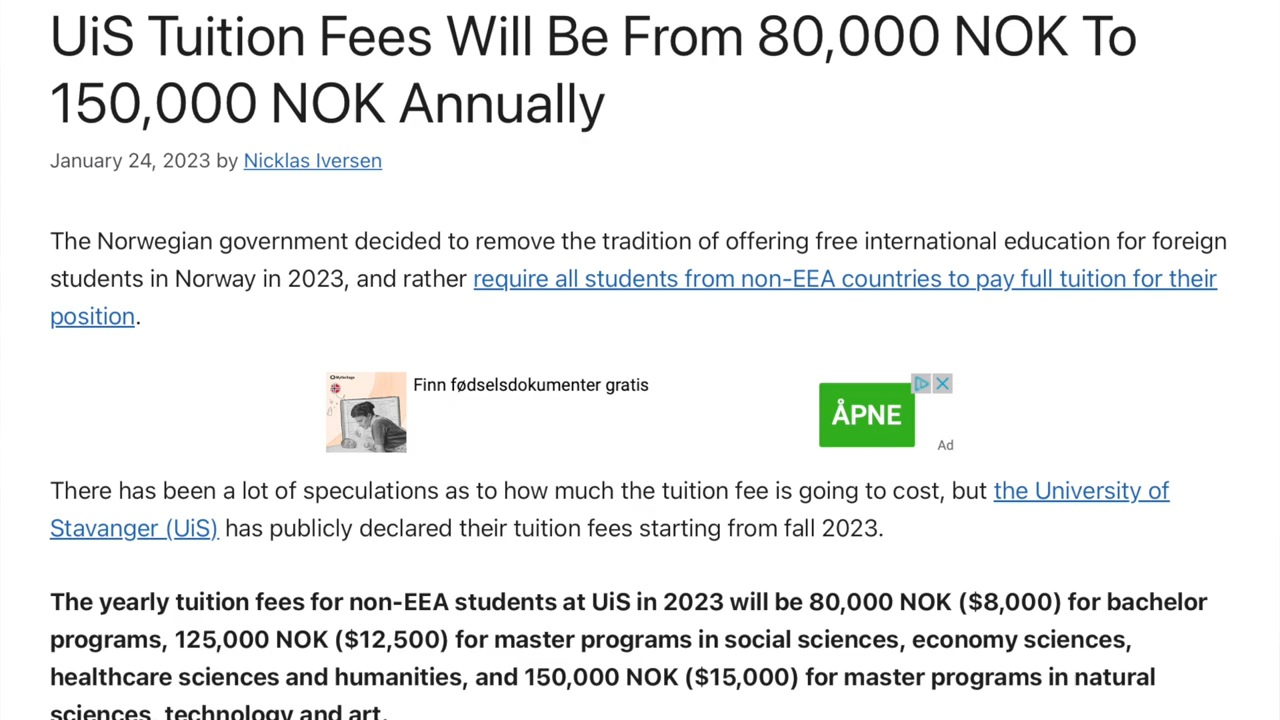 UiS Tuition Fees Will Be From 80,000 NOK To
150,000 NOK Annually
January 24, 2023 by Nicklas Iversen
The Norwegian government decided to remove the tradition of offering free international education for foreign
students in Norway in 2023, and rather require all students from non-EEA countries to pay full tuition for their
position.
MyHeritage
Finn fødselsdokumenter gratis
ÅPNE
Ad
There has been a lot of speculations as to how much the tuition fee is going to cost, but the University of
Stavanger (UiS) has publicly declared their tuition fees starting from fall 2023.
The yearly tuition fees for non-EEA students at UiS in 2023 will be 80,000 NOK ($8,000) for bachelor
programs, 125,000 NOK ($12,500) for master programs in social sciences, economy sciences,
healthcare sciences and humanities, and 150,000 NOK ($15,000) for master programs in natural
sciences, technology and art.